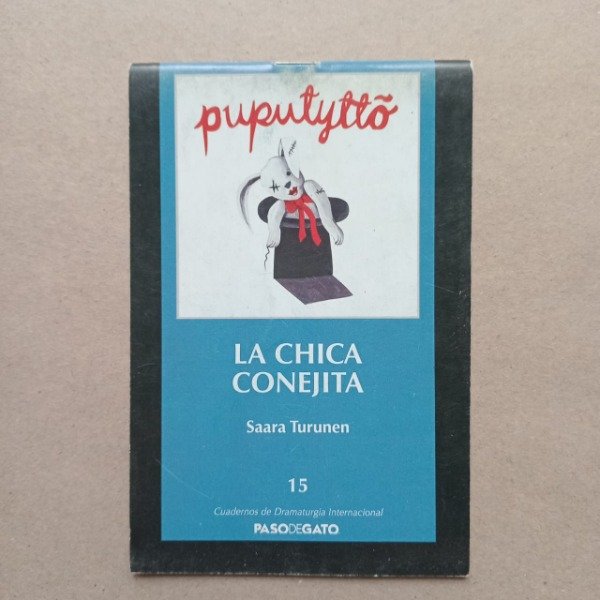 puputyttö
LA CHICA
CONEJITA
Saara Turunen
15
Cuadernos de Dramaturgia Internacional
PASODEGATO